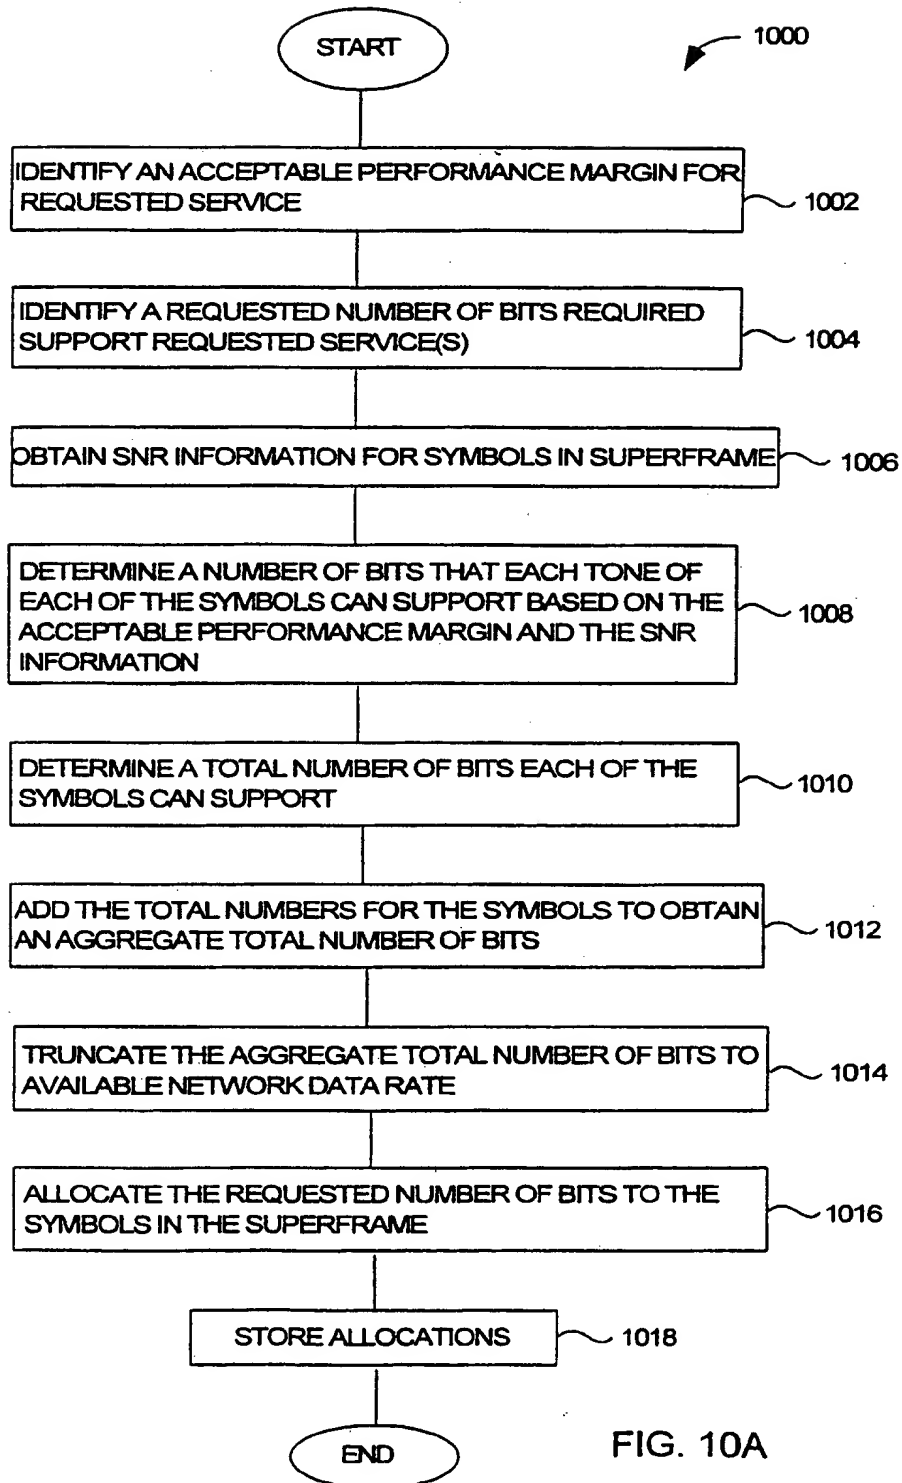 START
1000
IDENTIFY AN ACCEPTABLE PERFORMANCE MARGIN FOR
REQUESTED SERVICE
1002
IDENTIFY A REQUESTED NUMBER OF BITS REQUIRED
SUPPORT REQUESTED SERVICE(S)
1004
OBTAIN SNR INFORMATION FOR SYMBOLS IN SUPERFRAME
1006
DETERMINE A NUMBER OF BITS THAT EACH TONE OF
EACH OF THE SYMBOLS CAN SUPPORT BASED ON THE
ACCEPTABLE PERFORMANCE MARGIN AND THE SNR
INFORMATION
1008
DETERMINE A TOTAL NUMBER OF BITS EACH OF THE
SYMBOLS CAN SUPPORT
1010
ADD THE TOTAL NUMBERS FOR THE SYMBOLS TO OBTAIN
AN AGGREGATE TOTAL NUMBER OF BITS
1012
TRUNCATE THE AGGREGATE TOTAL NUMBER OF BITS TO
AVAILABLE NETWORK DATA RATE
1014
ALLOCATE THE REQUESTED NUMBER OF BITS TO THE
SYMBOLS IN THE SUPERFRAME
1016
STORE ALLOCATIONS
1018
END
FIG. 10A